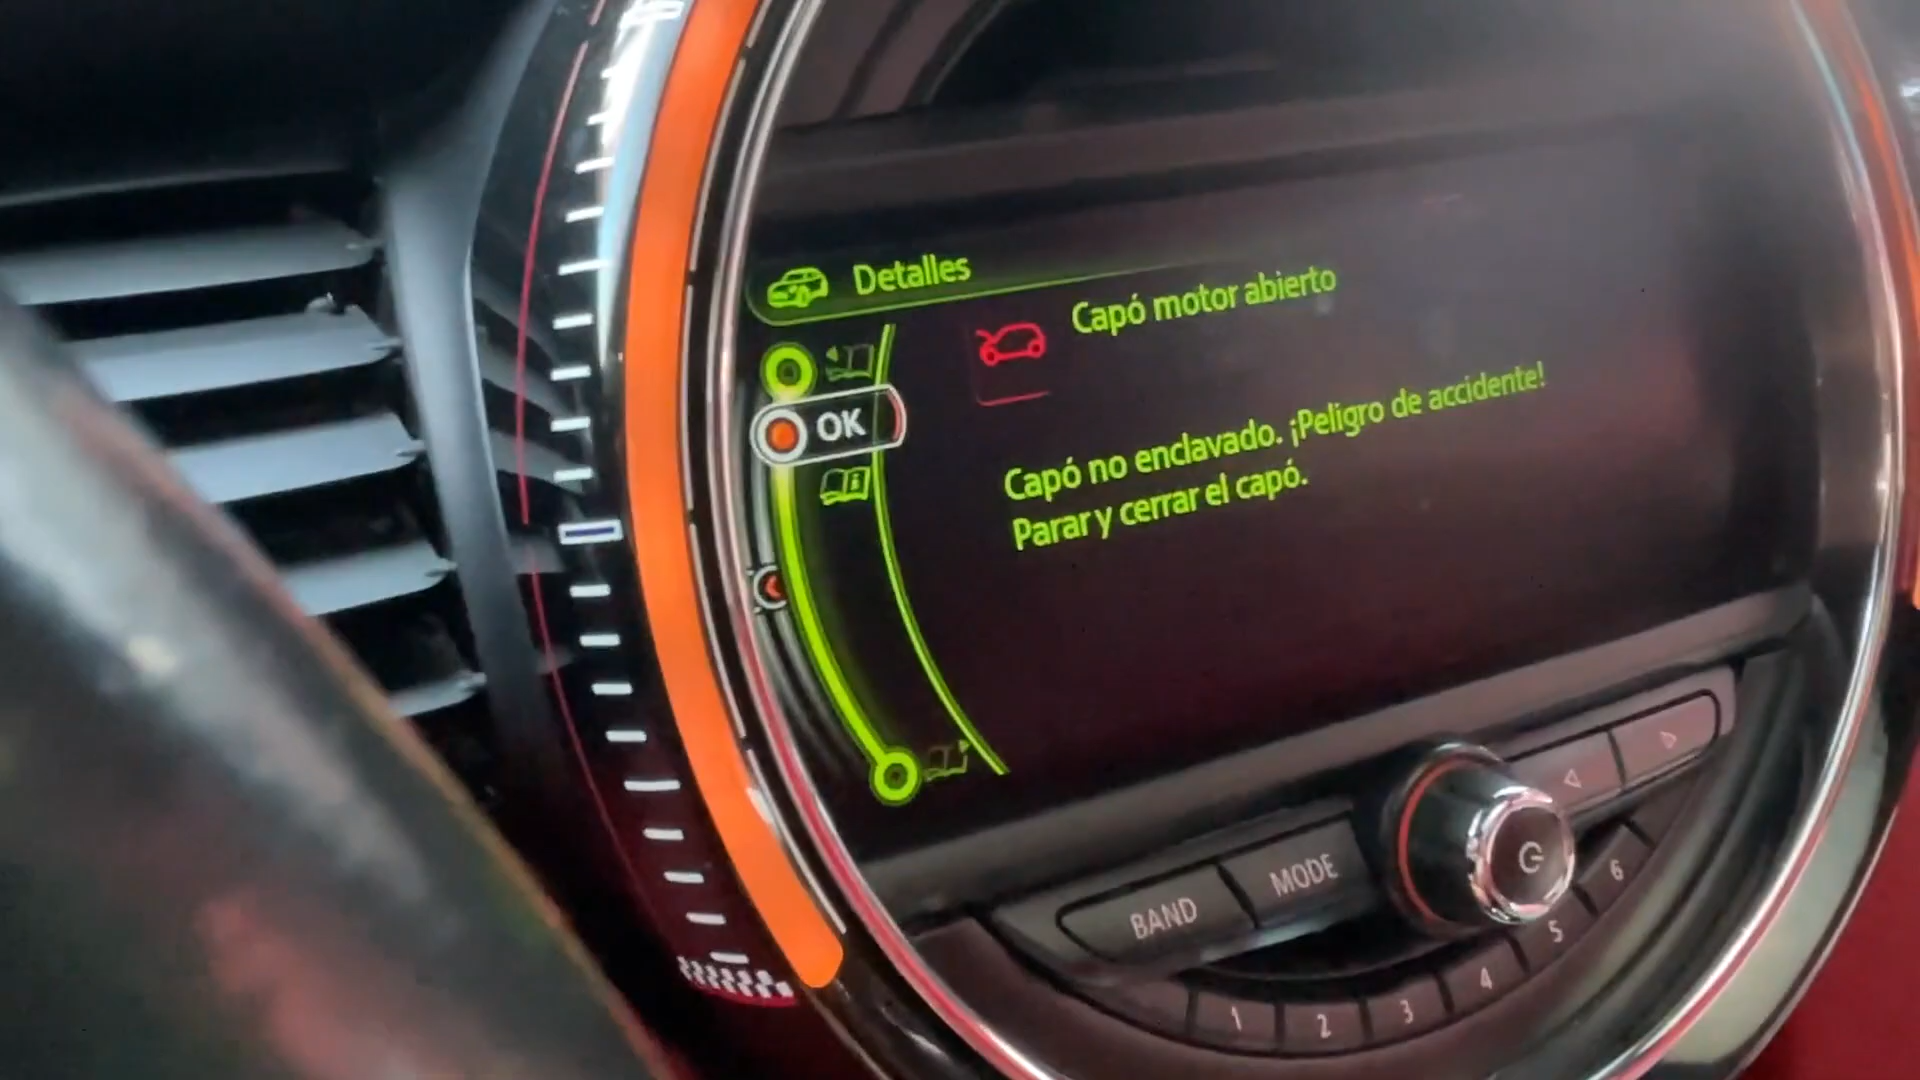 Detalles
Capó motor abierto
OK
Capó no enclavado. ¡Peligro de accidente!
Parar y cerrar el capó.
BAND
MODE
1
2
3
4
5
6